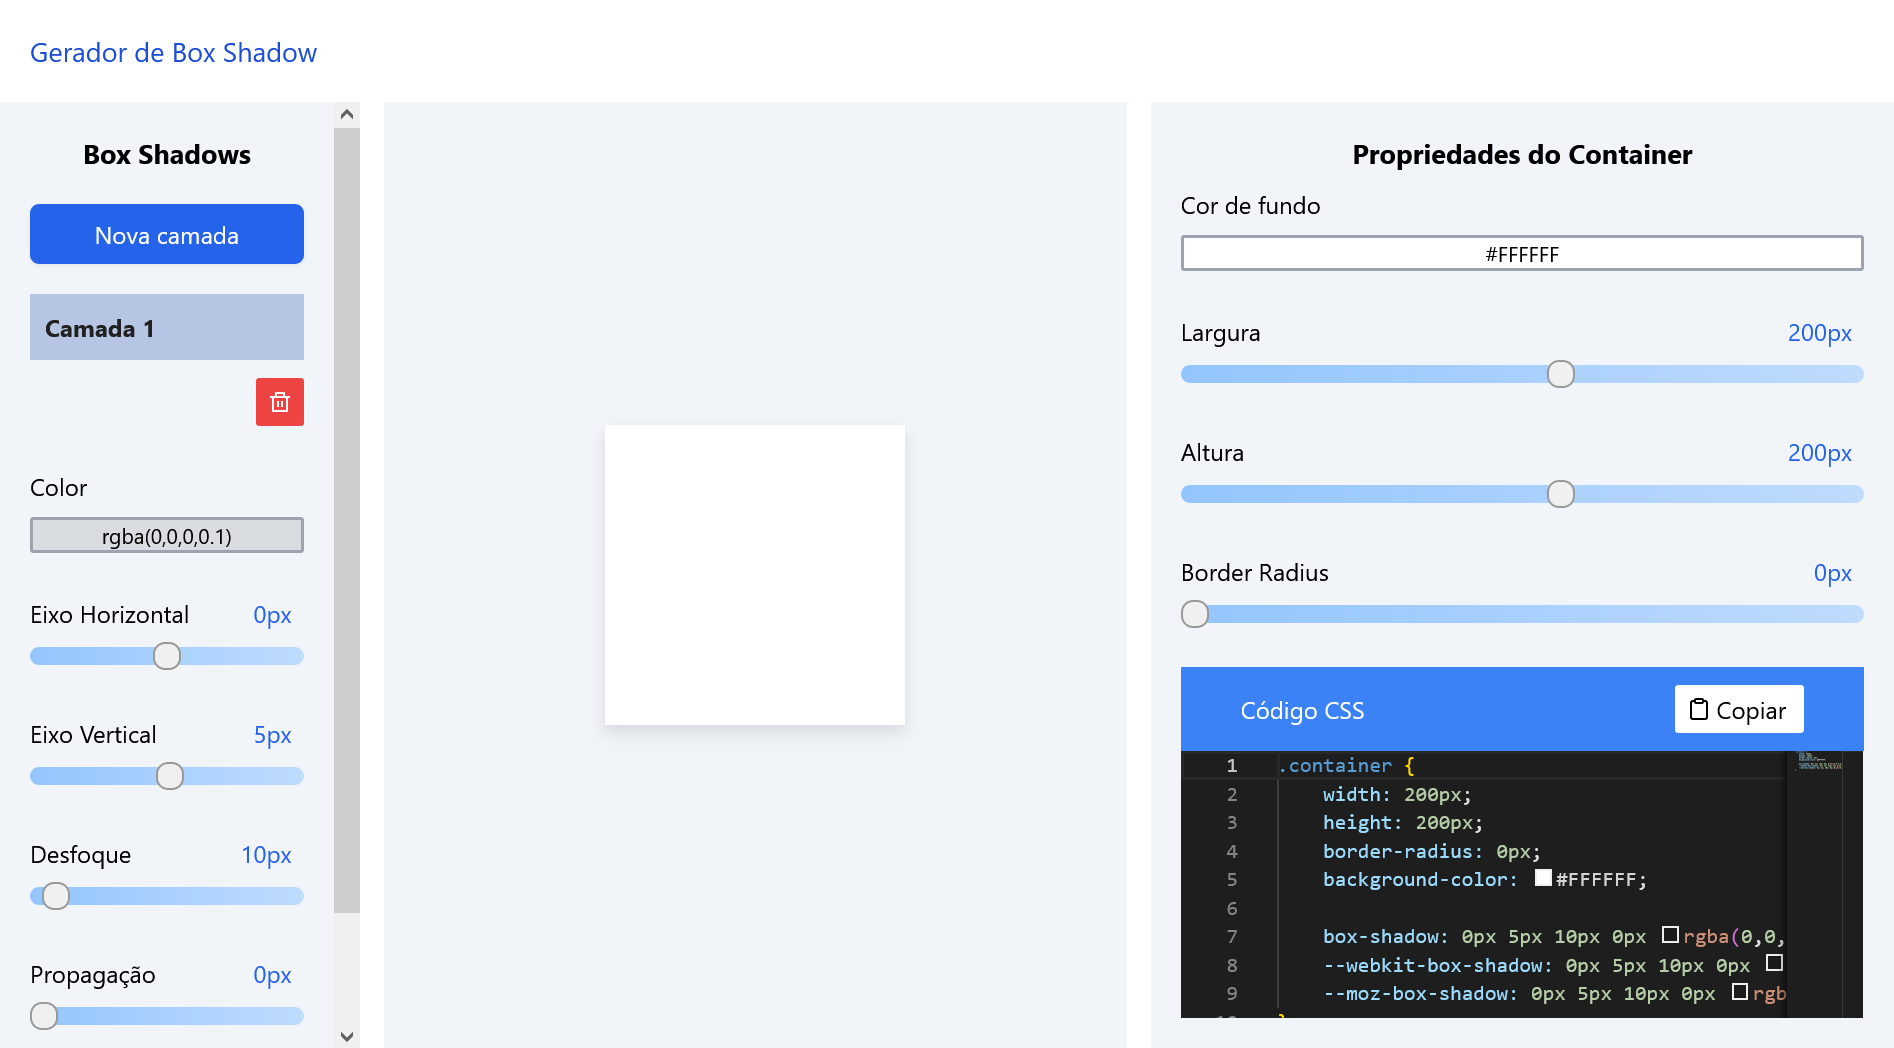 Gerador de Box Shadow
Box Shadows
Nova camada
Camada 1
Color
rgba(0,0,0,0.1)
Eixo Horizontal 0px
Eixo Vertical 5px
Desfoque 10px
Propagação 0px
Propriedades do Container
Cor de fundo
#FFFFFF
Largura 200px
Altura 200px
Border Radius 0px
Código CSS Copiar
1 .container {
2 width: 200px;
3 height: 200px;
4 border-radius: 0px;
5 background-color: #FFFFFF;
6
7 box-shadow: 0px 5px 10px 0px rgba(0,0,
8 --webkit-box-shadow: 0px 5px 10px 0px
9 --moz-box-shadow: 0px 5px 10px 0px rgb